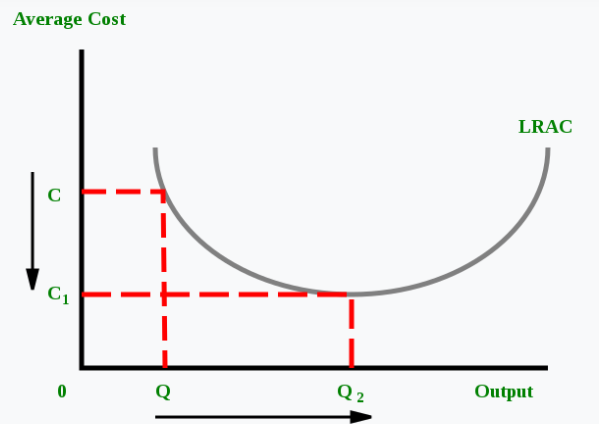 Average Cost
LRAC
C
C1
0 Q Q 2 Output